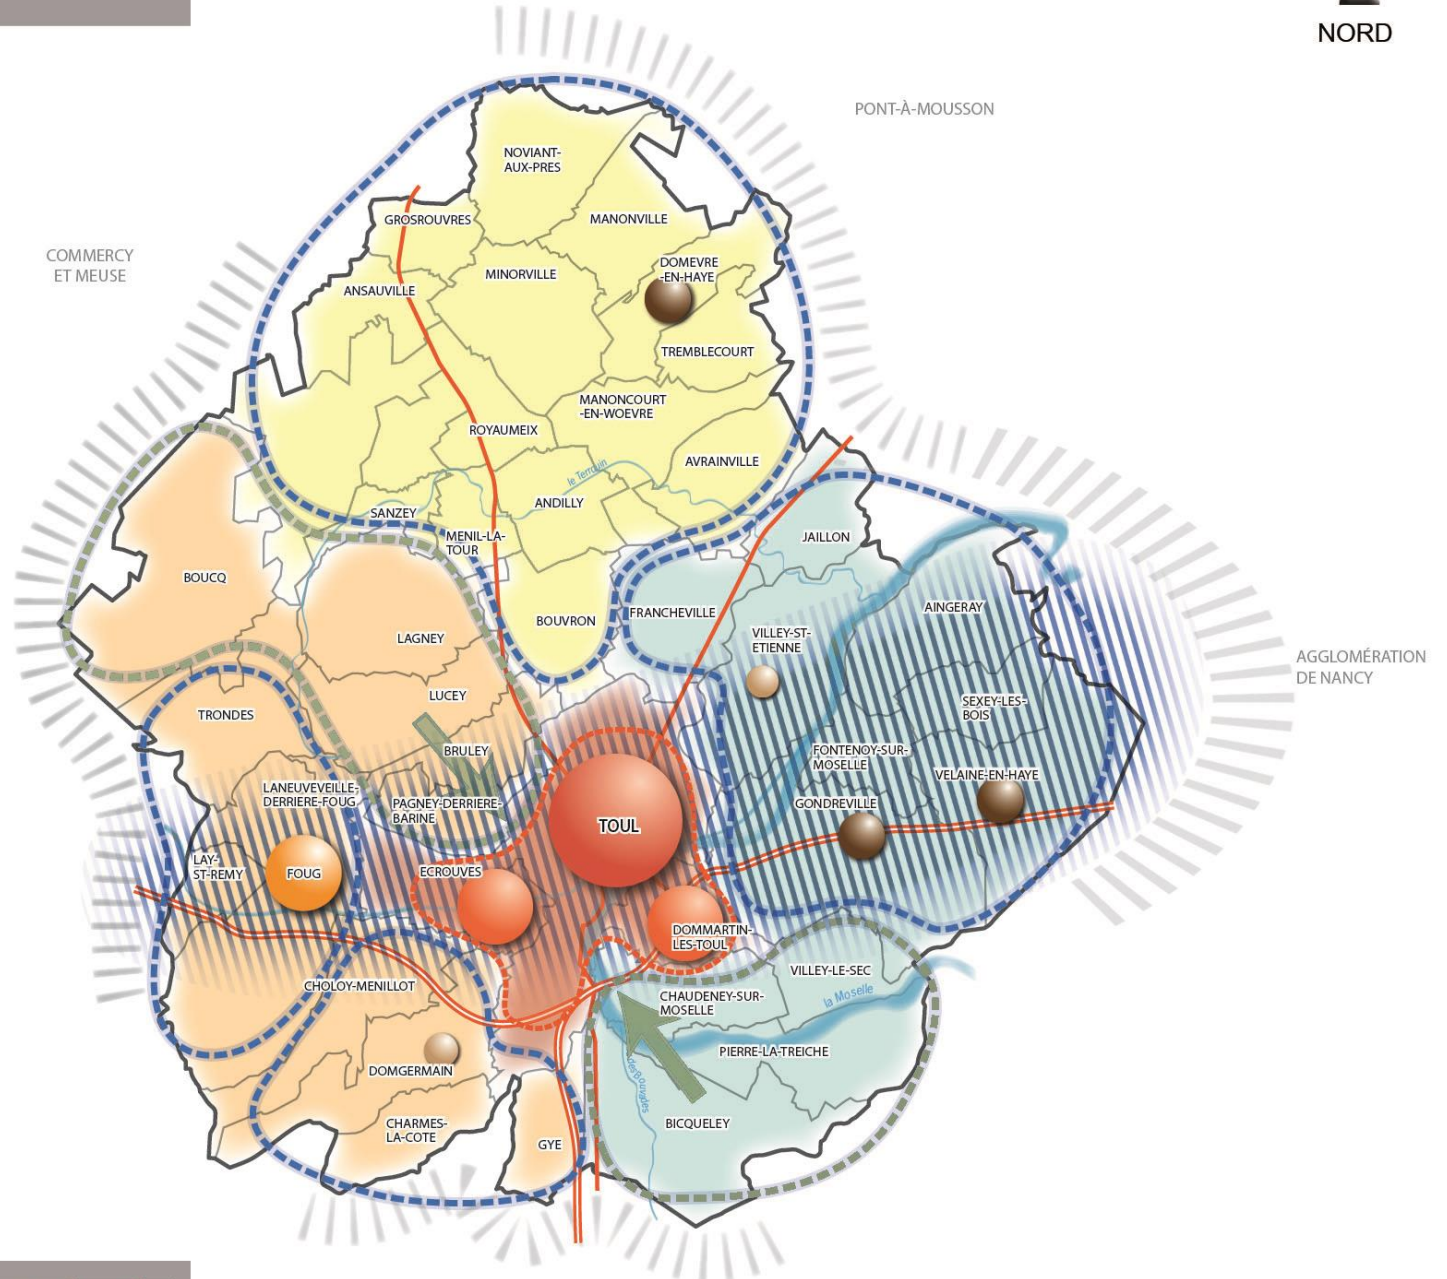 NORD
PONT-À-MOUSSON
NOVIANT-
AUX-PRES
GROSROUVRES
MANONVILLE
COMMERCY
ET MEUSE
DOMEVRE
-EN-HAYE
MINORVILLE
ANSAUVILLE
TREMBLECOURT
MANONCOURT
-EN-WOEVRE
ROYAUMEIX
AVRAINVILLE
le Terrouin
ANDILLY
SANZEY
MENIL-LA-
TOUR
JAILLON
BOUCQ
AINGERAY
FRANCHEVILLE
BOUVRON
VILLEY-ST-
ETIENNE
LAGNEY
AGGLOMÉRATION
DE NANCY
LUCEY
SEXEY-LES-
BOIS
TRONDES
BRULEY
FONTENOY-SUR-
MOSELLE
VELAINE-EN-HAYE
LANEUVEVEILLE-
DERRIERE-FOUG
PAGNEY-DERRIERE-
BARINE
GONDREVILLE
TOUL
LAY-
ST-REMY
FOUG
ECROUVES
DOMMARTIN-
LES-TOUL
VILLEY-LE-SEC
CHOLOY-MENILLOT
CHAUDENEY-SUR-
MOSELLE
la Moselle
PIERRE-LA-TREICHE
DOMGERMAIN
des Bouvades
CHARMES-
LA-COTE
BICQUELEY
GYE